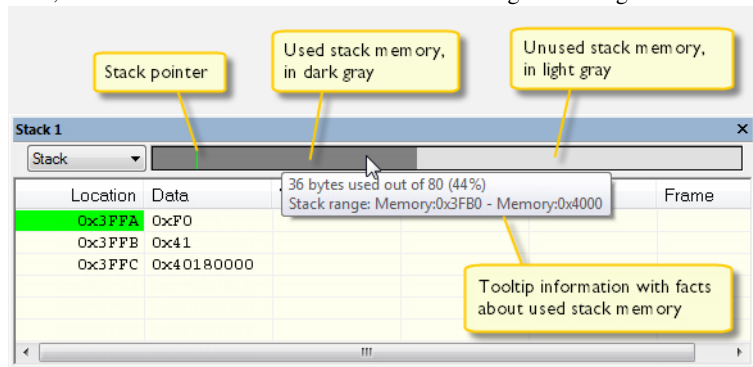 Used stack memory,
in dark gray
Unused stack memory,
in light gray
Stack pointer
Stack 1
Stack
36 bytes used out of 80 (44%)
Stack range: Memory:0x3FB0 - Memory:0x4000
Location Data Frame
0x3FFA 0xF0
0x3FFB 0x41
0x3FFC 0x40180000
Tooltip information with facts
about used stack memory